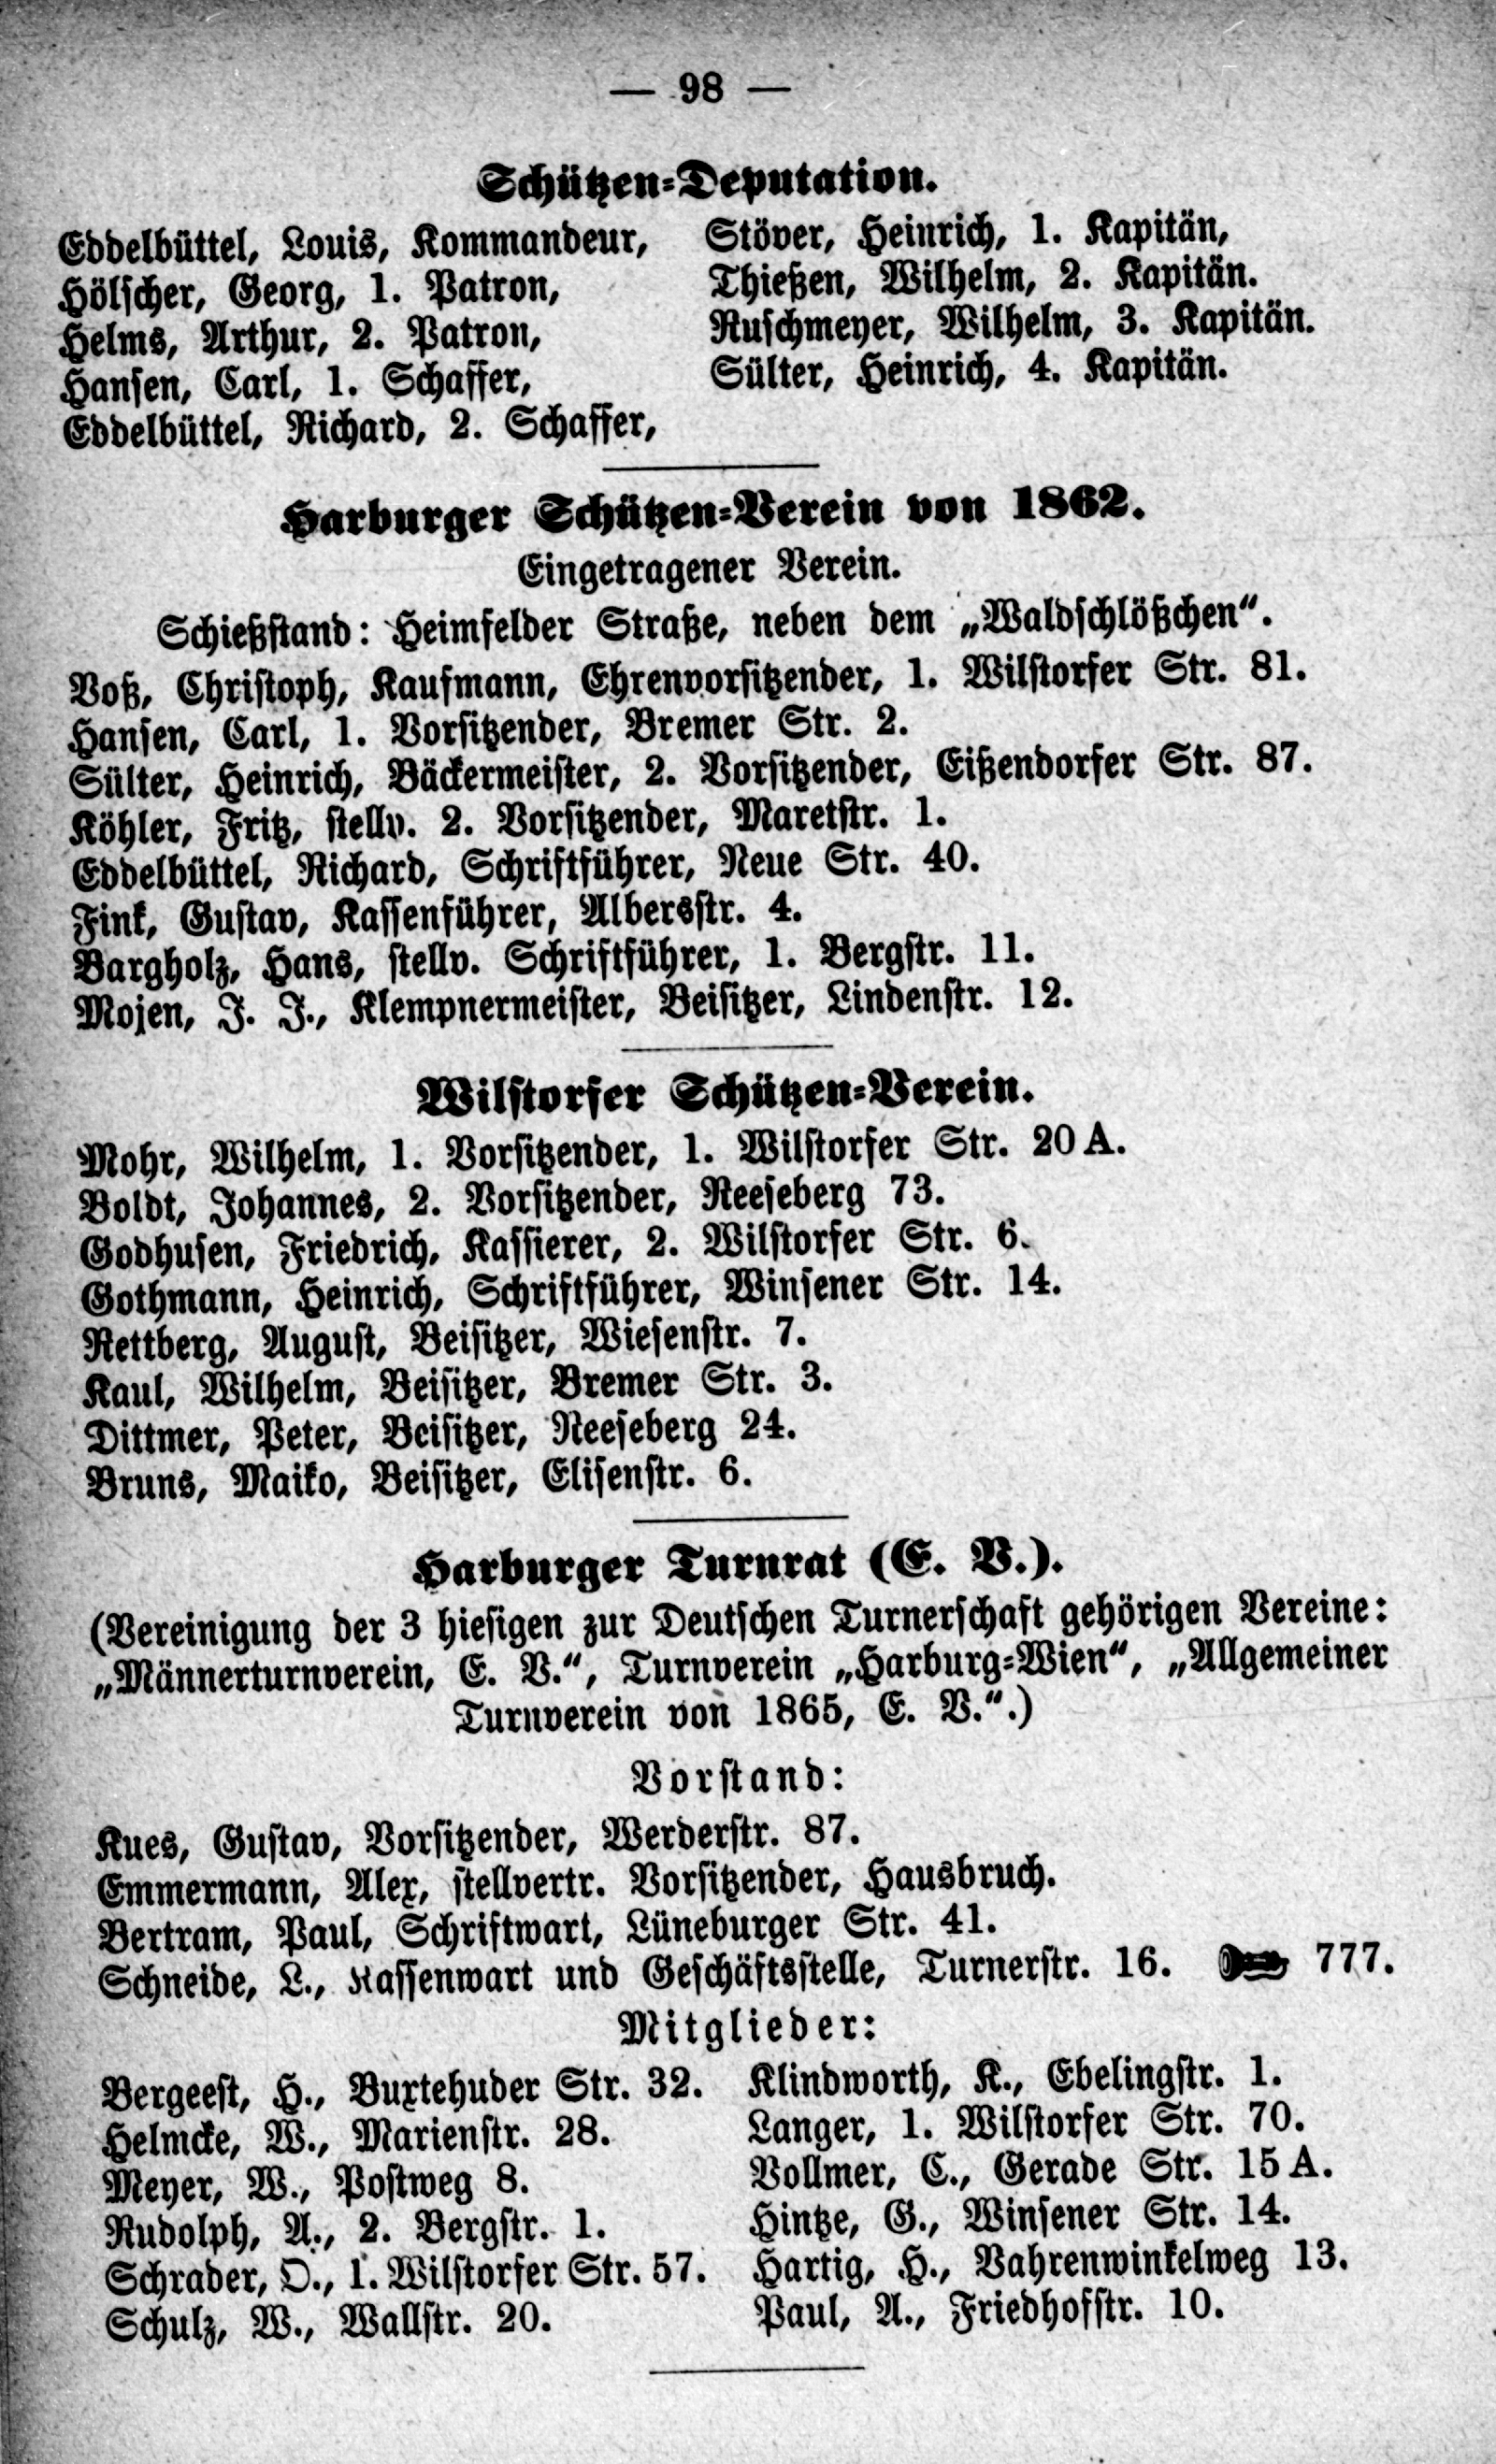 — 98 —
Schützen-Deputation.
Eddelbüttel, Louis, Kommandeur,
Hölscher, Georg, 1. Patron,
Helms, Arthur, 2. Patron,
Hansen, Carl, 1. Schaffer,
Eddelbüttel, Richard, 2. Schaffer,
Stöver, Heinrich, 1. Kapitän,
Thießen, Wilhelm, 2. Kapitän.
Ruschmeyer, Wilhelm, 3. Kapitän.
Sülter, Heinrich, 4. Kapitän.
Harburger Schützen-Verein von 1862.
Eingetragener Verein.
Schießstand: Heimfelder Straße, neben dem „Waldschlößchen“.
Voß, Christoph, Kaufmann, Ehrenvorsitzender, 1. Wilstorfer Str. 81.
Hansen, Carl, 1. Vorsitzender, Bremer Str. 2.
Sülter, Heinrich, Bäckermeister, 2. Vorsitzender, Eißendorfer Str. 87.
Köhler, Fritz, stellv. 2. Vorsitzender, Maretstr. 1.
Eddelbüttel, Richard, Schriftführer, Neue Str. 40.
Fink, Gustav, Kassenführer, Albersstr. 4.
Bargholz, Hans, stellv. Schriftführer, 1. Bergstr. 11.
Mojen, J. J., Klempnermeister, Beisitzer, Lindenstr. 12.
Wilstorfer Schützen-Verein.
Mohr, Wilhelm, 1. Vorsitzender, 1. Wilstorfer Str. 20 A.
Boldt, Johannes, 2. Vorsitzender, Reeseberg 73.
Godhusen, Friedrich, Kassierer, 2. Wilstorfer Str. 6.
Gothmann, Heinrich, Schriftführer, Winsener Str. 14.
Rettberg, August, Beisitzer, Wiesenstr. 7.
Kaul, Wilhelm, Beisitzer, Bremer Str. 3.
Dittmer, Peter, Beisitzer, Reeseberg 24.
Bruns, Maiko, Beisitzer, Elisenstr. 6.
Harburger Turnrat (E. V.).
(Vereinigung der 3 hiesigen zur Deutschen Turnerschaft gehörigen Vereine:
„Männerturnverein, E. V.“, Turnverein „Harburg-Wien“, „Allgemeiner
Turnverein von 1865, E. V.“.)
Vorstand:
Kues, Gustav, Vorsitzender, Werderstr. 87.
Emmermann, Alex, stellvertr. Vorsitzender, Hausbruch.
Bertram, Paul, Schriftwart, Lüneburger Str. 41.
Schneide, L., Kassenwart und Geschäftsstelle, Turnerstr. 16. 777.
Mitglieder:
Bergeest, H., Buxtehuder Str. 32.
Helmcke, W., Marienstr. 28.
Meyer, W., Postweg 8.
Rudolph, A., 2. Bergstr. 1.
Schrader, O., 1. Wilstorfer Str. 57.
Schulz, W., Wallstr. 20.
Klindworth, K., Ebelingstr. 1.
Langer, 1. Wilstorfer Str. 70.
Vollmer, C., Gerade Str. 15 A.
Hintze, G., Winsener Str. 14.
Hartig, H., Vahrenwinkelweg 13.
Paul, A., Friedhofstr. 10.